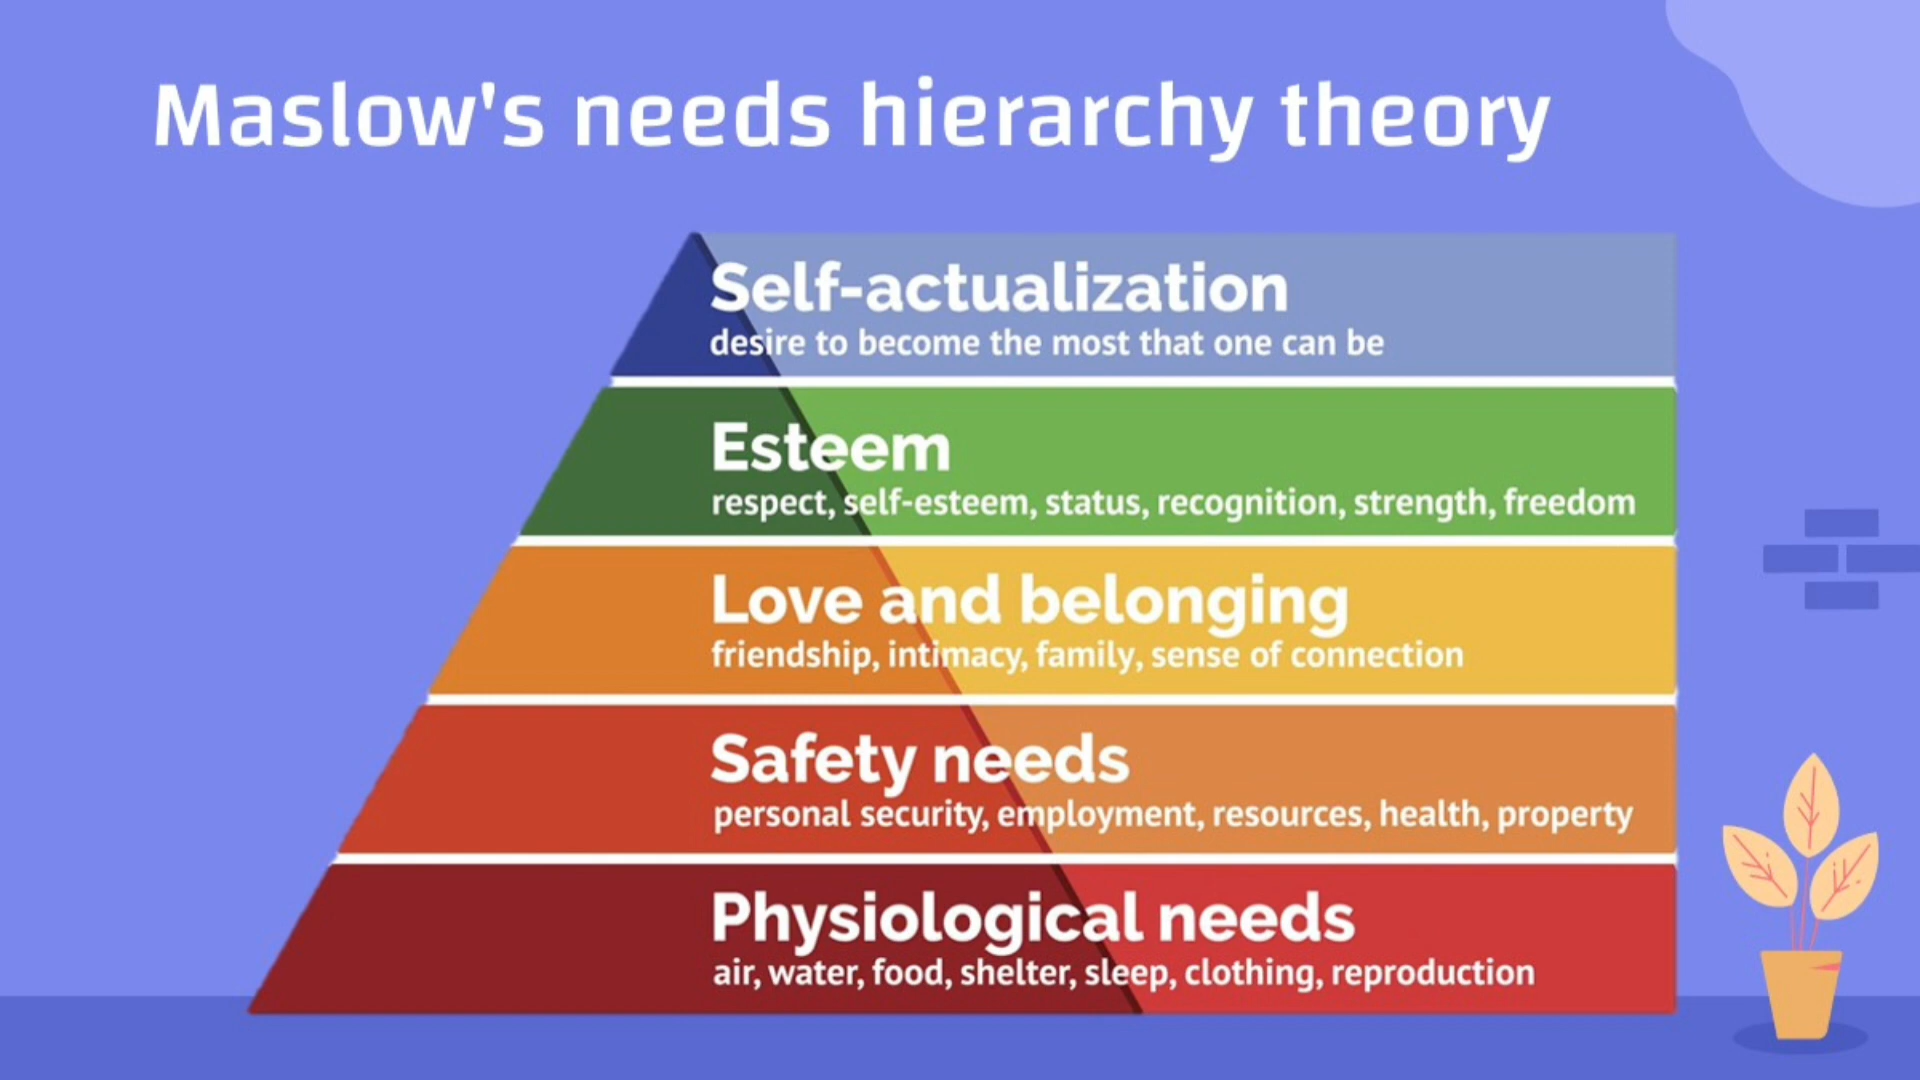 Maslow's needs hierarchy theory
Self-actualization
desire to become the most that one can be
Esteem
respect, self-esteem, status, recognition, strength, freedom
Love and belonging
friendship, intimacy, family, sense of connection
Safety needs
personal security, employment, resources, health, property
Physiological needs
air, water, food, shelter, sleep, clothing, reproduction